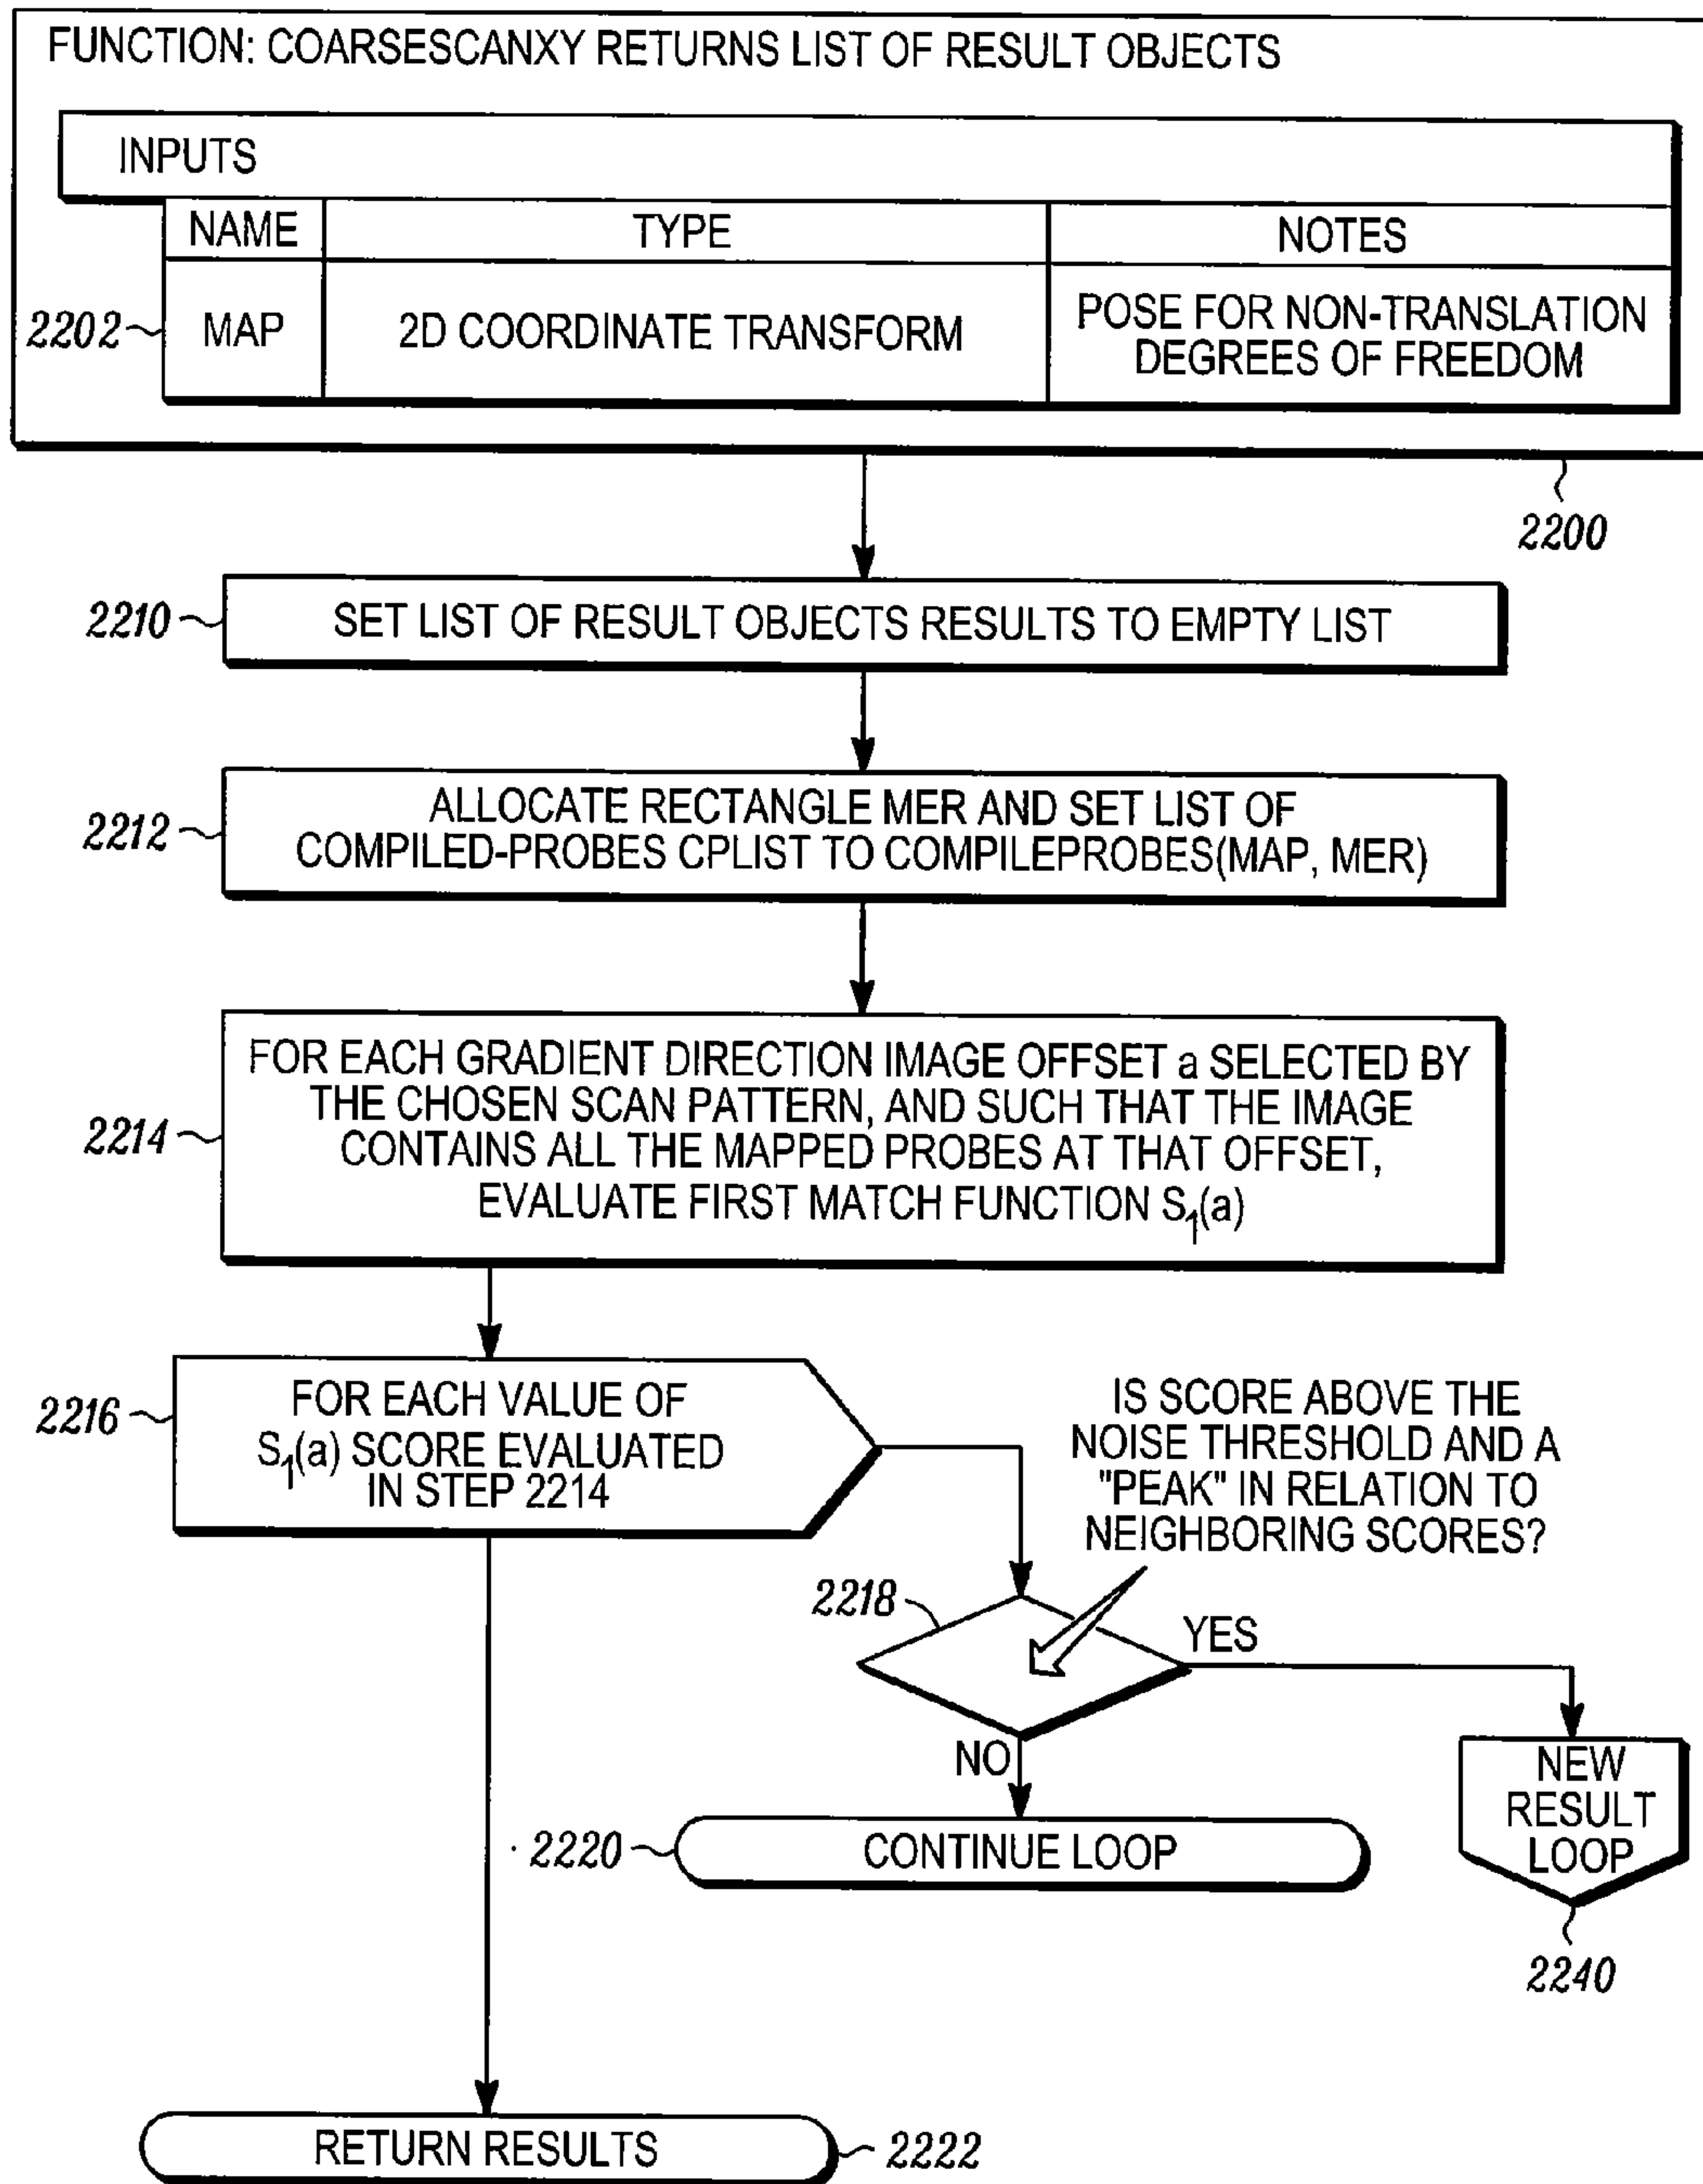 FUNCTION: COARSESCANXY RETURNS LIST OF RESULT OBJECTS
INPUTS
NAME TYPE NOTES
2202 MAP 2D COORDINATE TRANSFORM POSE FOR NON-TRANSLATION
DEGREES OF FREEDOM
2200
2210 SET LIST OF RESULT OBJECTS RESULTS TO EMPTY LIST
2212 ALLOCATE RECTANGLE MER AND SET LIST OF
COMPILED-PROBES CPLIST TO COMPILEPROBES(MAP, MER)
2214 FOR EACH GRADIENT DIRECTION IMAGE OFFSET a SELECTED BY
THE CHOSEN SCAN PATTERN, AND SUCH THAT THE IMAGE
CONTAINS ALL THE MAPPED PROBES AT THAT OFFSET,
EVALUATE FIRST MATCH FUNCTION S₁(a)
2216 FOR EACH VALUE OF
S₁(a) SCORE EVALUATED
IN STEP 2214
IS SCORE ABOVE THE
NOISE THRESHOLD AND A
"PEAK" IN RELATION TO
NEIGHBORING SCORES?
2218
YES
NO
NEW
RESULT
LOOP
2220 CONTINUE LOOP
2240
RETURN RESULTS 2222